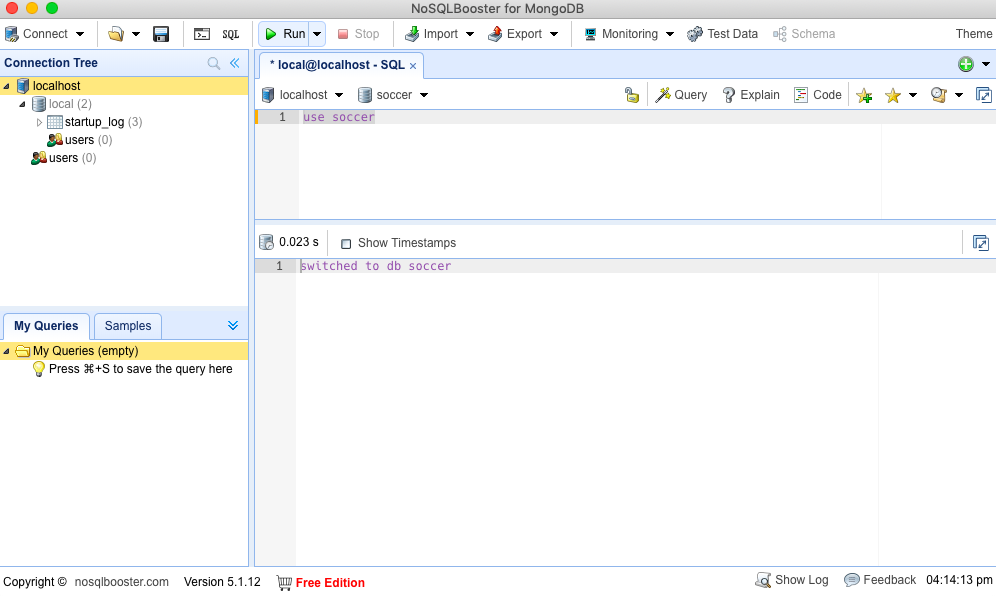 NoSQLBooster for MongoDB
Connect SQL Run Stop Import Export Monitoring Test Data Schema Theme
Connection Tree
localhost
local (2)
startup_log (3)
users (0)
users (0)
* local@localhost - SQL ×
localhost soccer Query Explain Code
1 use soccer
0.023 s Show Timestamps
1 switched to db soccer
My Queries Samples
My Queries (empty)
Press ⌘+S to save the query here
Copyright © nosqlbooster.com Version 5.1.12 Free Edition Show Log Feedback 04:14:13 pm